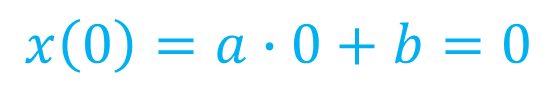 x(0) = a · 0 + b = 0